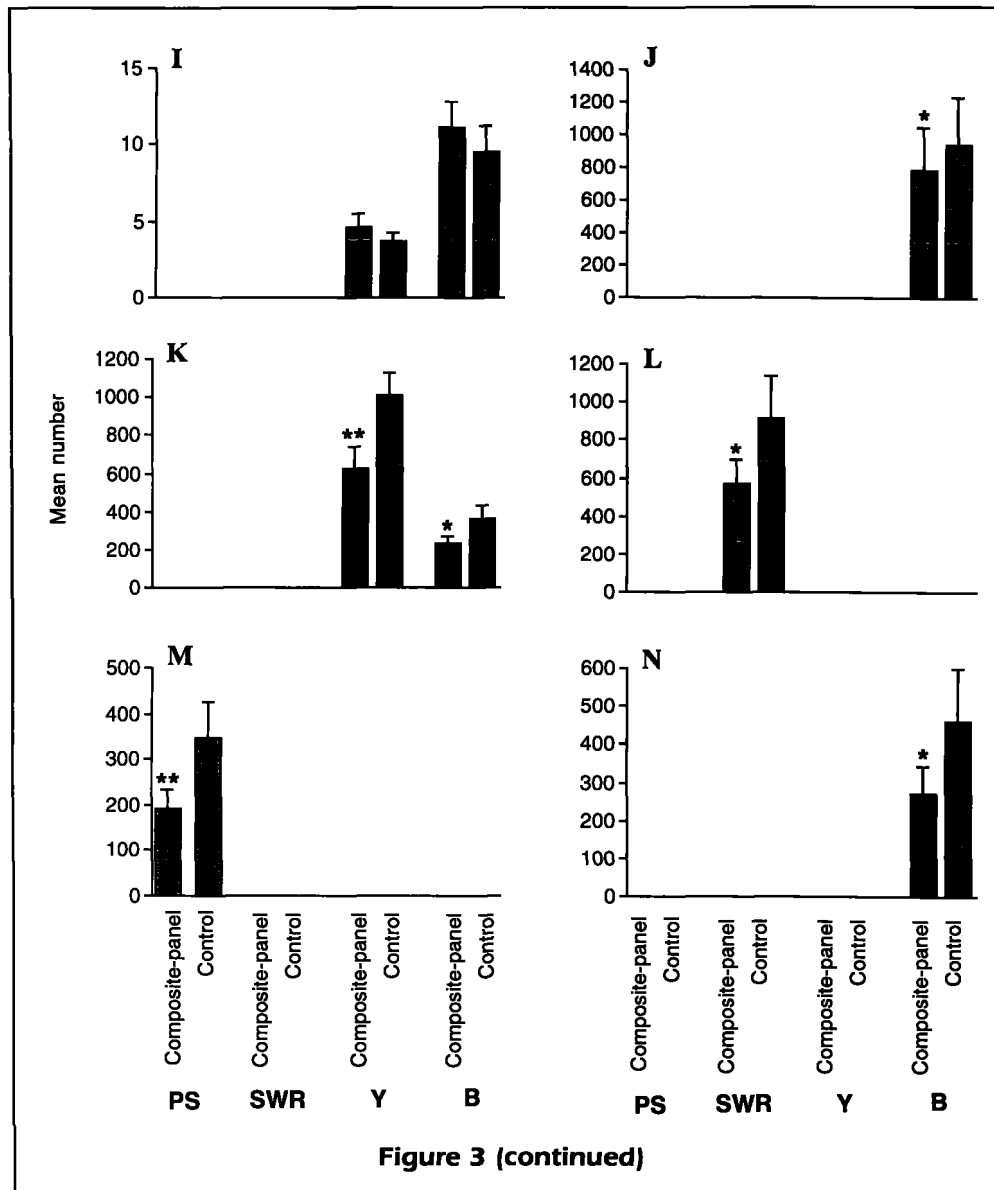 I
15
10
5
0
J
1400
1200
1000
800
600
400
200
0
*
Mean number
K
1200
1000
800
600
400
200
0
**
*
L
1200
1000
800
600
400
200
0
*
M
500
400
300
200
100
0
**
N
600
500
400
300
200
100
0
*
Composite-panel
Control
Composite-panel
Control
Composite-panel
Control
Composite-panel
Control
PS SWR Y B
Composite-panel
Control
Composite-panel
Control
Composite-panel
Control
Composite-panel
Control
PS SWR Y B
Figure 3 (continued)